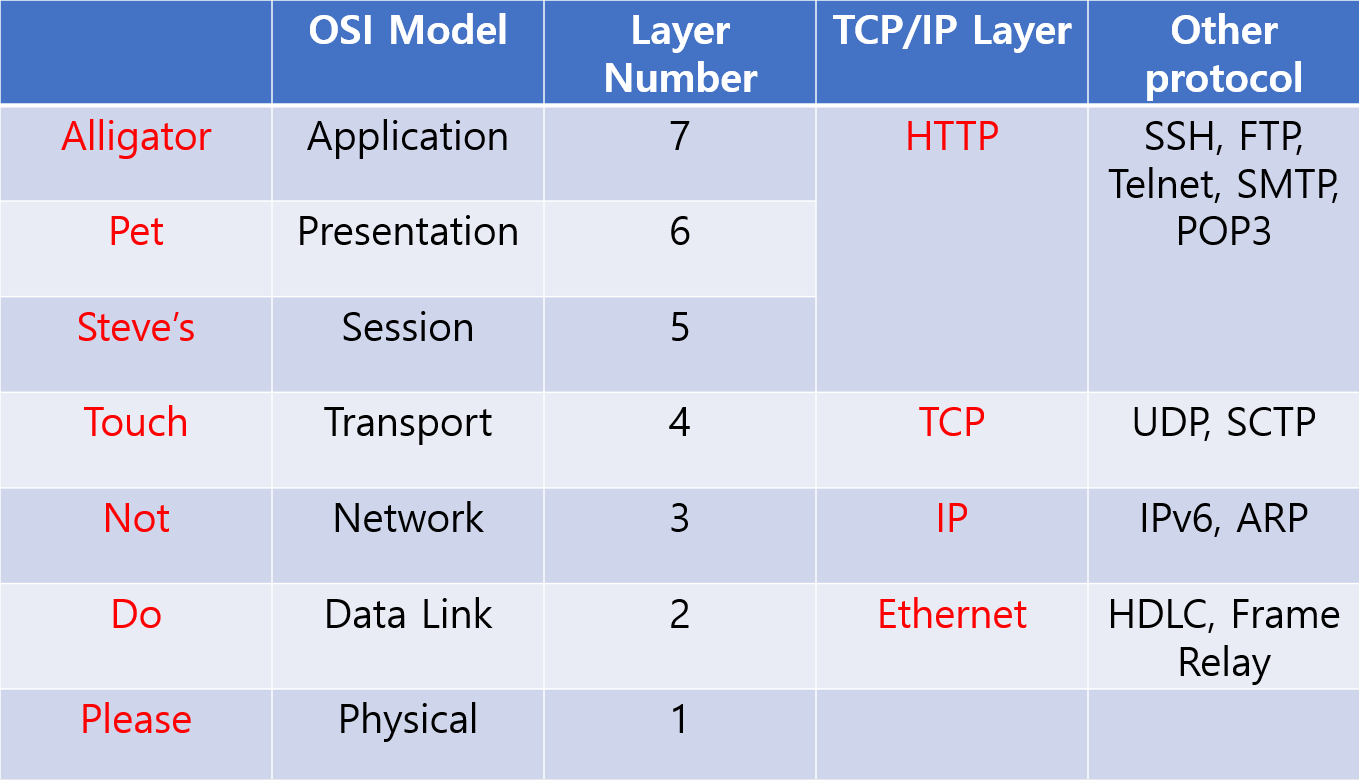 OSI Model
Layer
Number
TCP/IP Layer
Other
protocol
Alligator
Application
7
HTTP
SSH, FTP,
Telnet, SMTP,
POP3
Pet
Presentation
6
Steve's
Session
5
Touch
Transport
4
TCP
UDP, SCTP
Not
Network
3
IP
IPv6, ARP
Do
Data Link
2
Ethernet
HDLC, Frame
Relay
Please
Physical
1